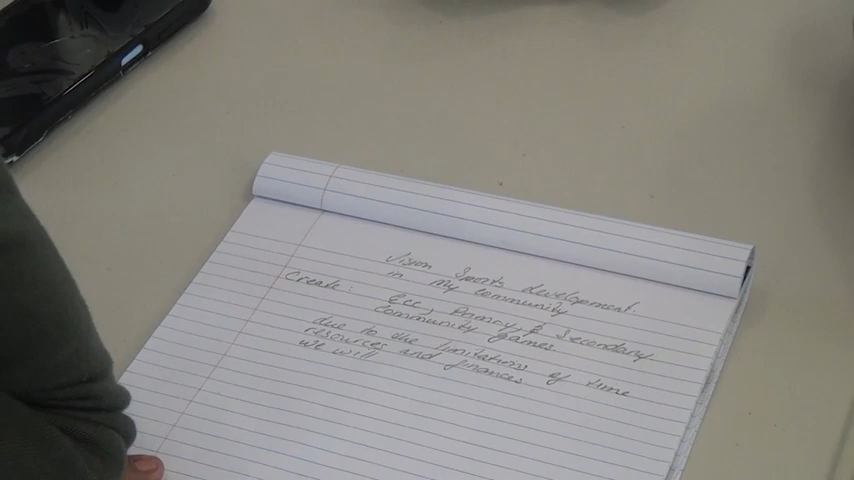 Vision Sports development.
in my community
Create: Ece, Primary, & Secondary
community games.
due to the limitations of time
resources and finances
we will